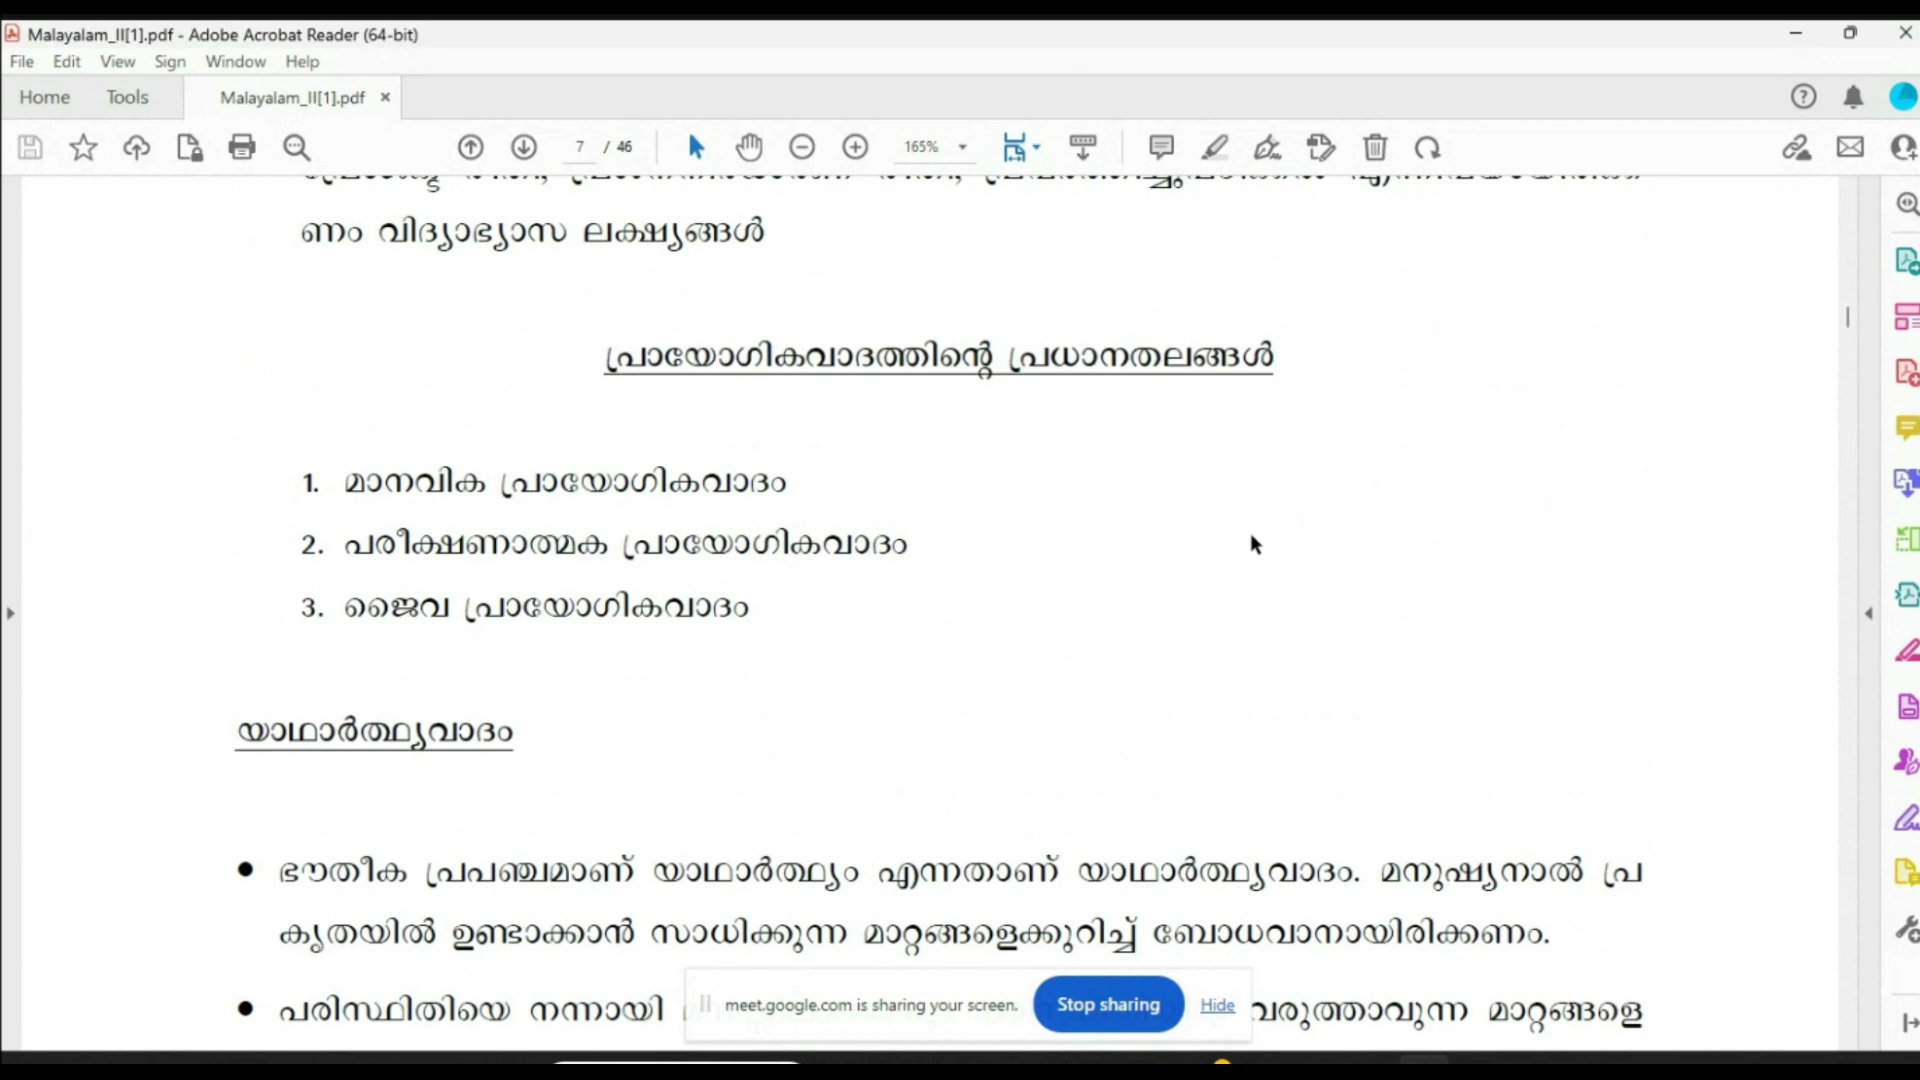 Malayalam_II[1].pdf - Adobe Acrobat Reader (64-bit)
File Edit View Sign Window Help
Home Tools Malayalam_II[1].pdf ×
7 / 46 165%
ണം വിദ്യാഭ്യാസ ലക്ഷ്യങ്ങൾ
പ്രായോഗികവാദത്തിന്റെ പ്രധാനതലങ്ങൾ
1. മാനവിക പ്രായോഗികവാദം
2. പരീക്ഷണാത്മക പ്രായോഗികവാദം
3. ജൈവ പ്രായോഗികവാദം
യാഥാർത്ഥ്യവാദം
• ഭൗതീക പ്രപഞ്ചമാണ് യാഥാർത്ഥ്യം എന്നതാണ് യാഥാർത്ഥ്യവാദം. മനുഷ്യനാൽ പ്ര
കൃതയിൽ ഉണ്ടാക്കാൻ സാധിക്കുന്ന മാറ്റങ്ങളെക്കുറിച്ച് ബോധവാനായിരിക്കണം.
• പരിസ്ഥിതിയെ നന്നായി വരുത്താവുന്ന മാറ്റങ്ങളെ
meet.google.com is sharing your screen. Stop sharing Hide